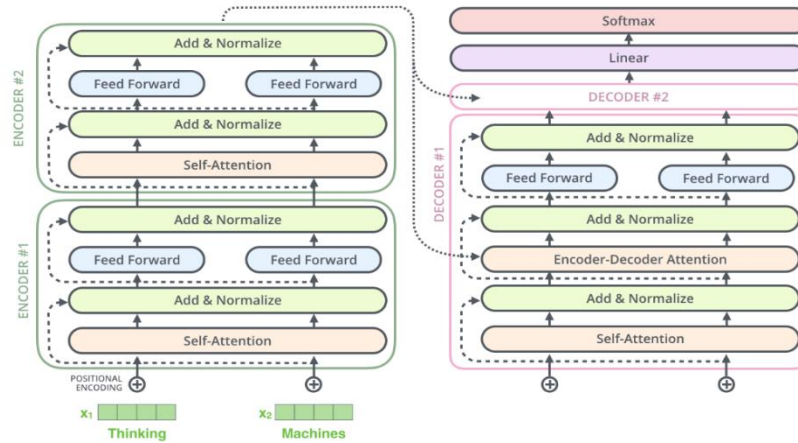 ENCODER #2
Add & Normalize
Feed Forward
Feed Forward
Add & Normalize
Self-Attention
ENCODER #1
Add & Normalize
Feed Forward
Feed Forward
Add & Normalize
Self-Attention
POSITIONAL
ENCODING
x1
x2
Thinking
Machines
Softmax
Linear
DECODER #2
DECODER #1
Add & Normalize
Feed Forward
Feed Forward
Add & Normalize
Encoder-Decoder Attention
Add & Normalize
Self-Attention